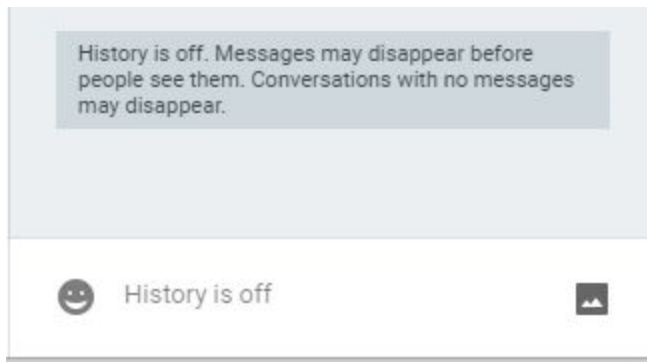 History is off. Messages may disappear before
people see them. Conversations with no messages
may disappear.
History is off